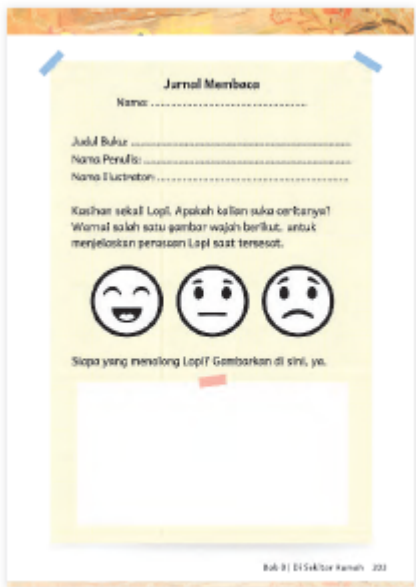 Jurnal Membaca
Nama: ..............................................
Judul Buku: ..............................................
Nama Penulis: ..............................................
Nama Ilustrator: ..............................................
Kasihan sekali Lopi. Apakah kalian suka ceritanya?
Warnai salah satu gambar wajah berikut, untuk
menjelaskan perasaan Lopi saat tersesat.
Siapa yang menolong Lopi? Gambarkan di sini, ya.
Bab 8 | Di Sekitar Rumah